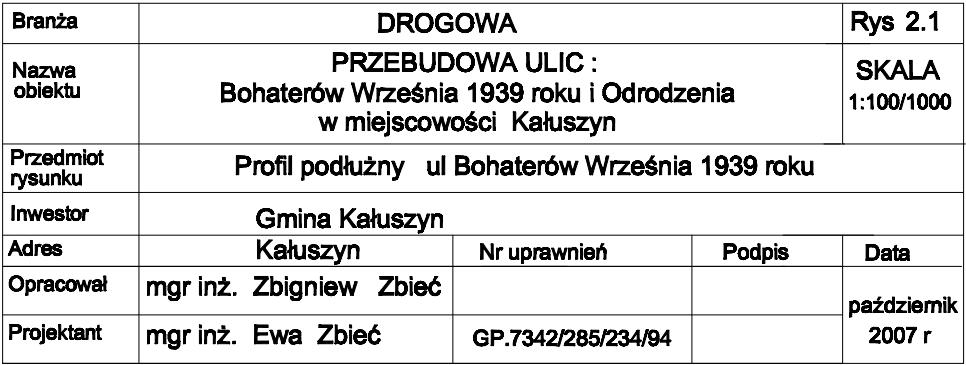 Branża DROGOWA Rys 2.1
Nazwa obiektu
PRZEBUDOWA ULIC :
Bohaterów Września 1939 roku i Odrodzenia
w miejscowości Kałuszyn
SKALA
1:100/1000
Przedmiot rysunku
Profil podłużny ul Bohaterów Września 1939 roku
Inwestor Gmina Kałuszyn
Adres Kałuszyn Nr uprawnień Podpis Data
Opracował mgr inż. Zbigniew Zbieć
październik
2007 r
Projektant mgr inż. Ewa Zbieć GP.7342/285/234/94